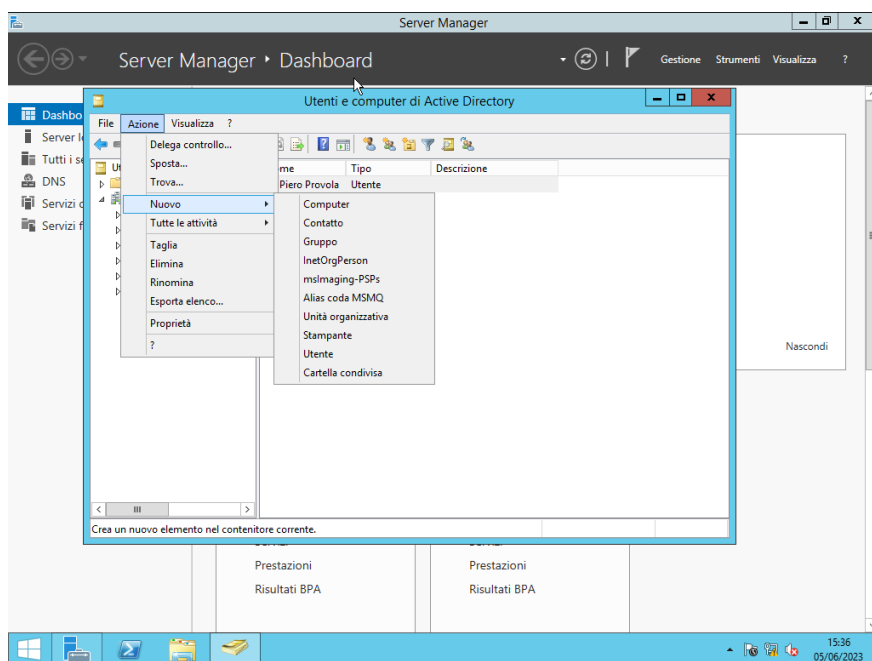 Server Manager
Server Manager • Dashboard
Gestione Strumenti Visualizza ?
Dashbo
Server l
Tutti i se
DNS
Servizi
Servizi f
Utenti e computer di Active Directory
File Azione Visualizza ?
Delega controllo...
Sposta...
Trova...
Nuovo
Tutte le attività
Taglia
Elimina
Rinomina
Esporta elenco...
Proprietà
?
Ut
me Tipo Descrizione
Piero Provola Utente
Computer
Contatto
Gruppo
InetOrgPerson
msImaging-PSPs
Alias coda MSMQ
Unità organizzativa
Stampante
Utente
Cartella condivisa
Nascondi
Crea un nuovo elemento nel contenitore corrente.
Prestazioni Prestazioni
Risultati BPA Risultati BPA
15:36
05/06/2023